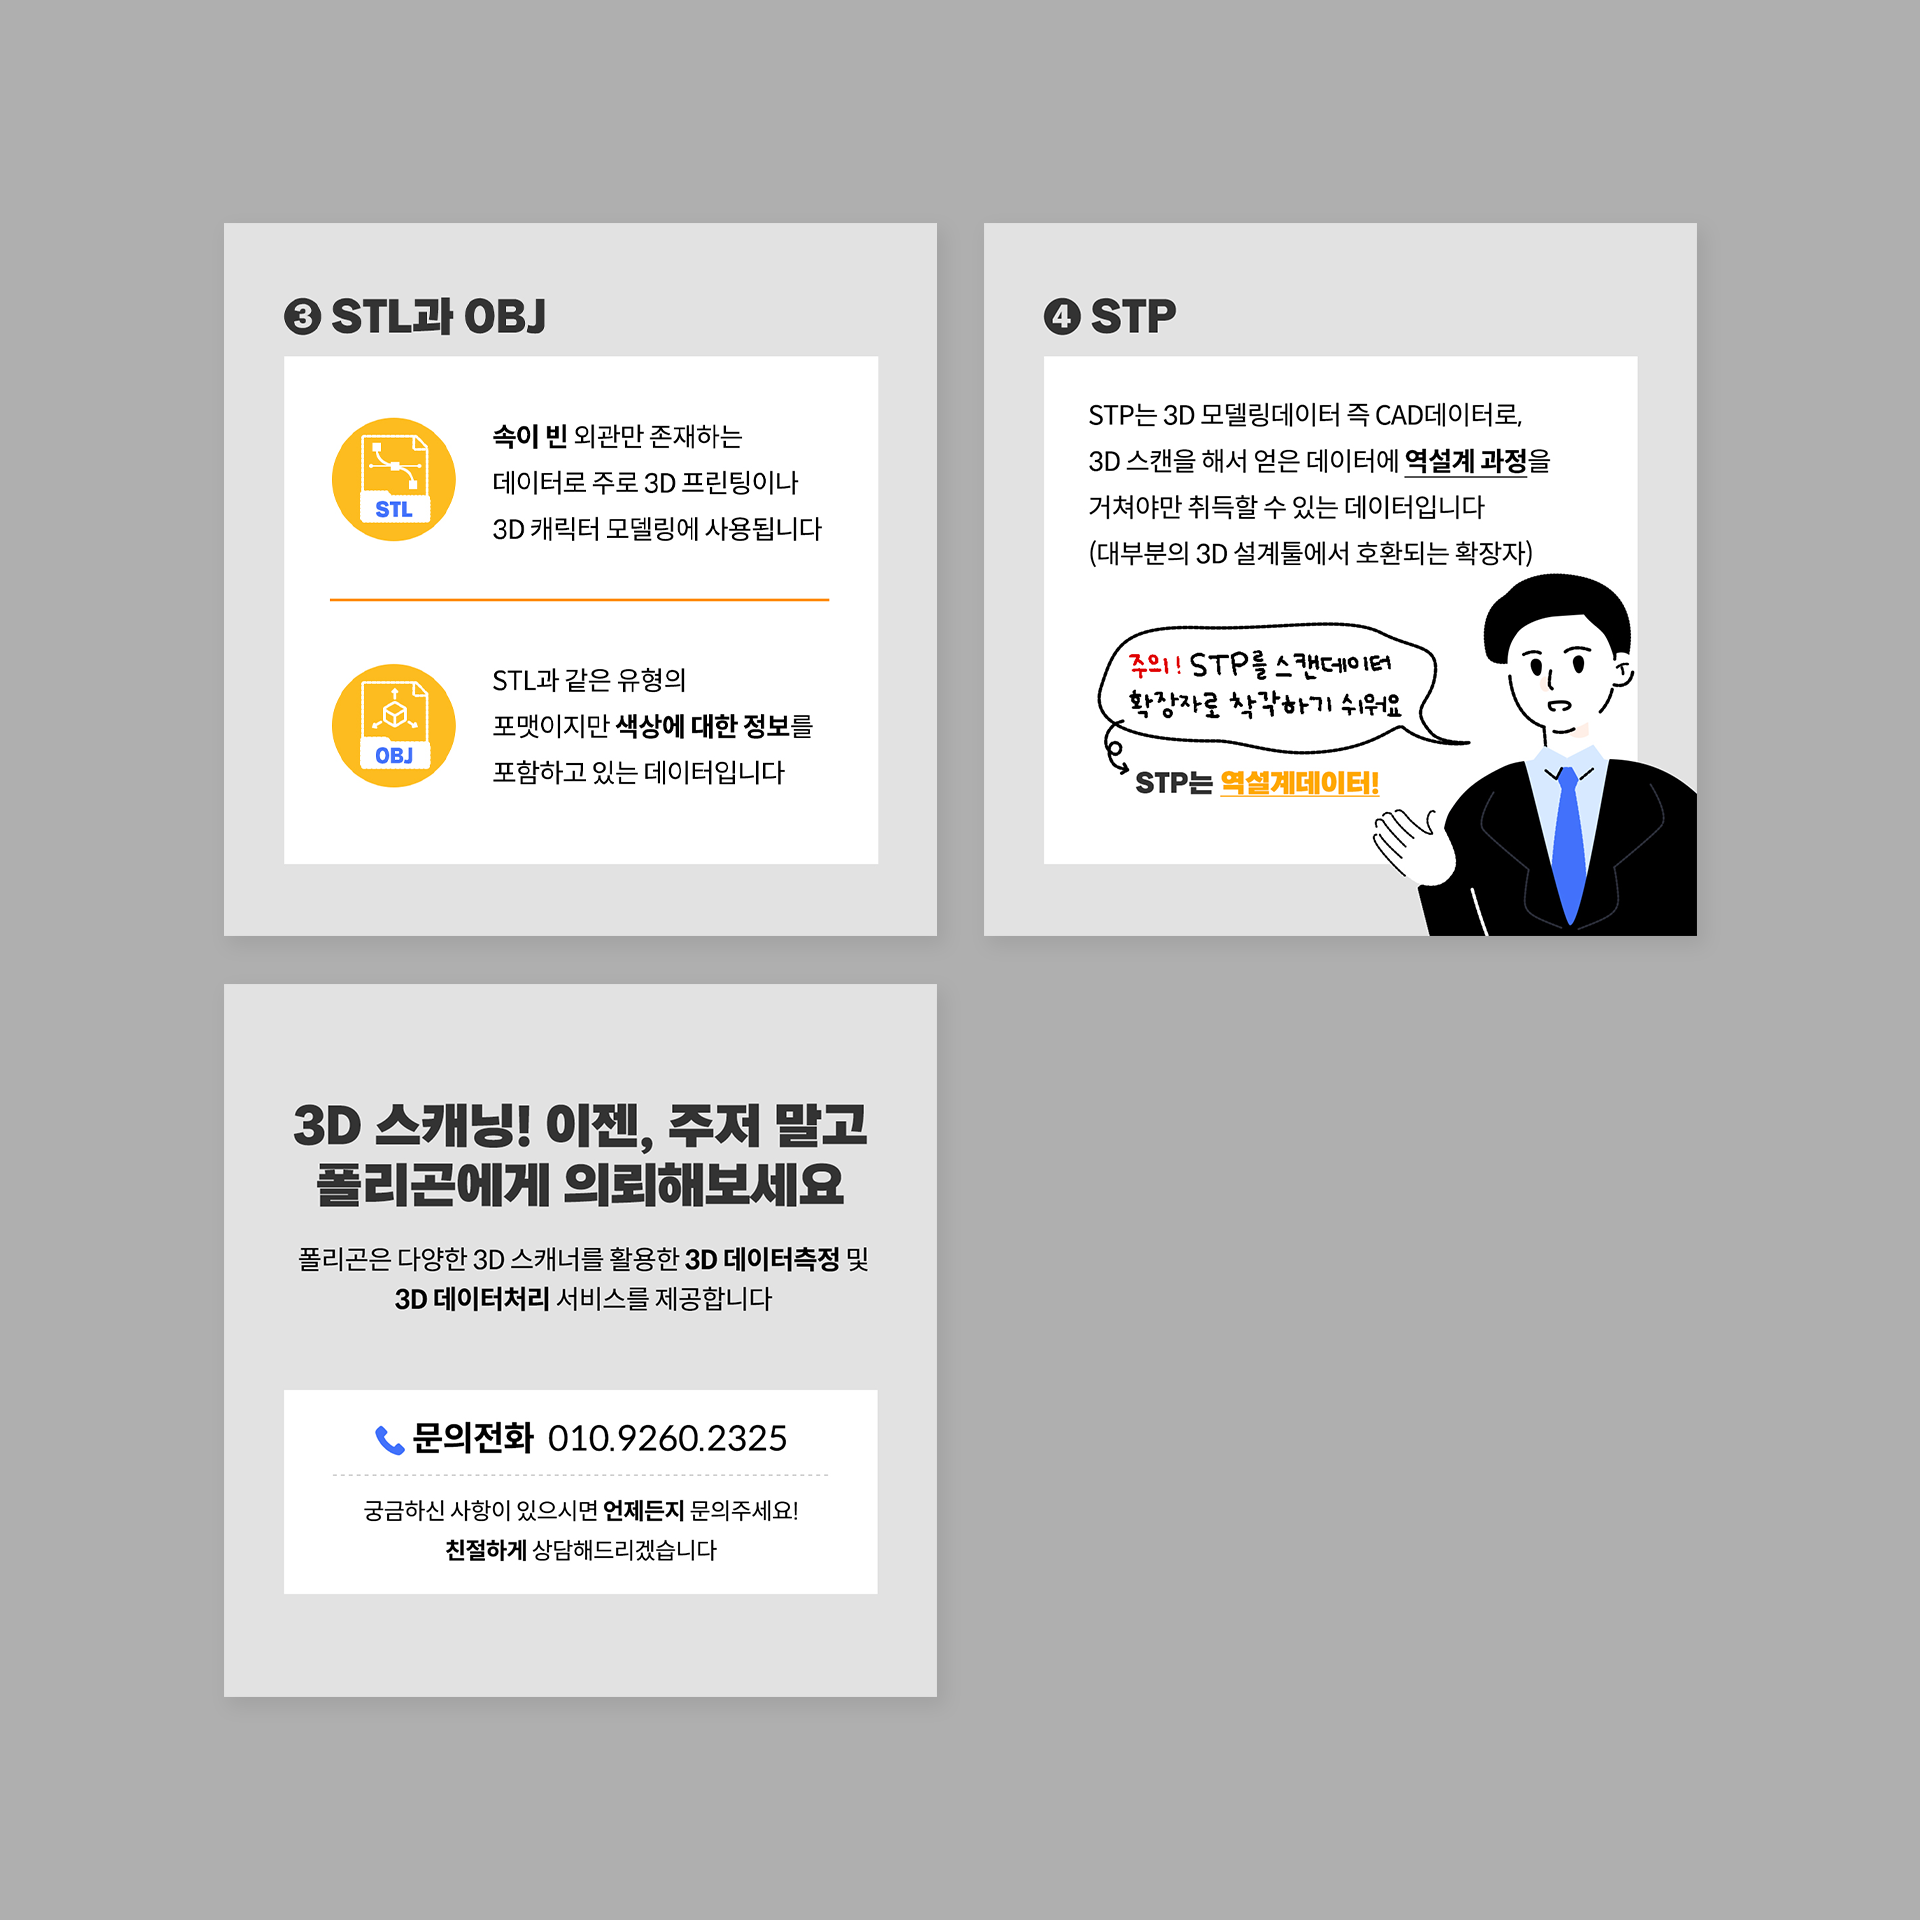 ❸ STL과 OBJ
STL
속이 빈 외관만 존재하는
데이터로 주로 3D 프린팅이나
3D 캐릭터 모델링에 사용됩니다
OBJ
STL과 같은 유형의
포맷이지만 색상에 대한 정보를
포함하고 있는 데이터입니다
❹ STP
STP는 3D 모델링데이터 즉 CAD데이터로,
3D 스캔을 해서 얻은 데이터에 역설계 과정을
거쳐야만 취득할 수 있는 데이터입니다
(대부분의 3D 설계툴에서 호환되는 확장자)
주의! STP를 스캔데이터
확장자로 착각하기 쉬워요
STP는 역설계데이터!
3D 스캐닝! 이젠, 주저 말고
폴리곤에게 의뢰해보세요
폴리곤은 다양한 3D 스캐너를 활용한 3D 데이터측정 및
3D 데이터처리 서비스를 제공합니다
문의전화 010.9260.2325
궁금하신 사항이 있으시면 언제든지 문의주세요!
친절하게 상담해드리겠습니다